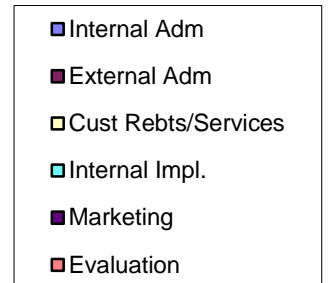 Internal Adm
External Adm
Cust Rebts/Services
Internal Impl.
Marketing
Evaluation